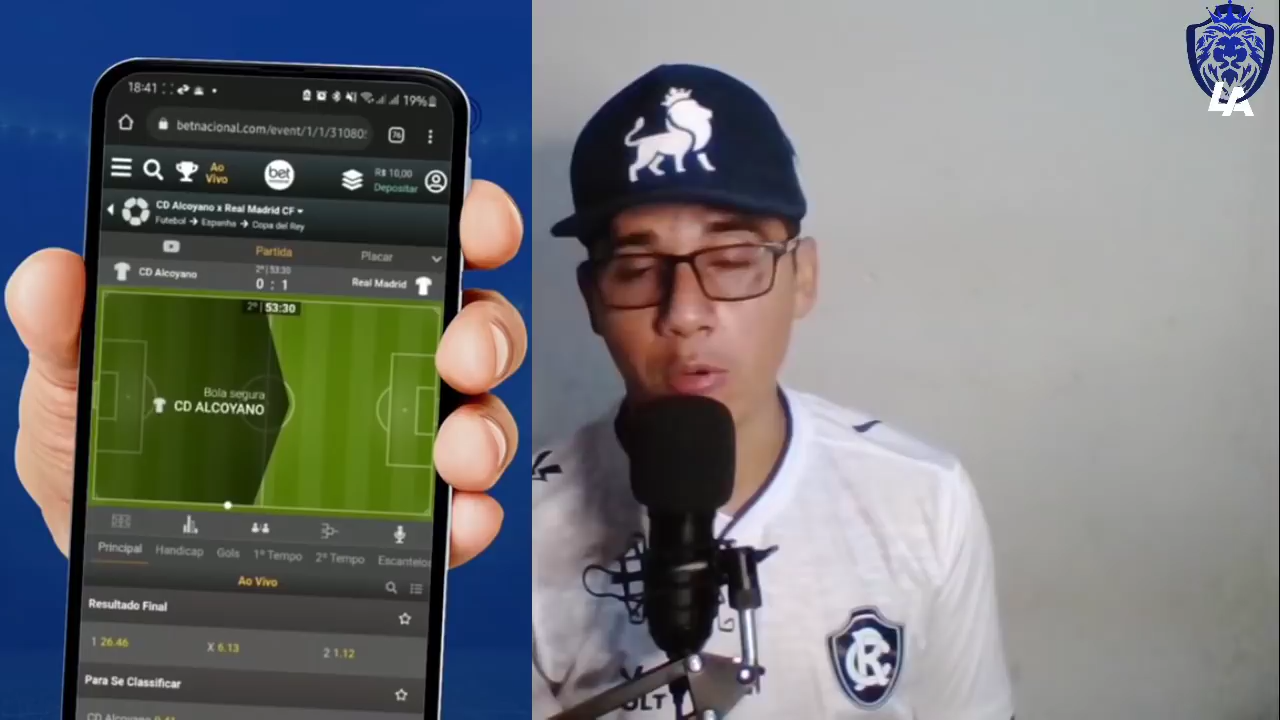 18:41
19%
betnacional.com/event/1/1/31080
76
Ao Vivo
bet
R$ 10,00
Depositar
CD Alcoyano x Real Madrid CF
Futebol → Espanha → Copa del Rey
Partida
Placar
CD Alcoyano
2º | 53:30
0 : 1
Real Madrid
2º | 53:30
Bola segura
CD ALCOYANO
Principal
Handicap
Gols
1º Tempo
2º Tempo
Escanteios
Ao Vivo
Resultado Final
1 26.46
X 6.13
2 1.12
Para Se Classificar
CD Alcoyano
LA